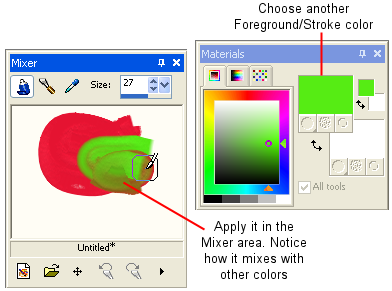 Choose another
Foreground/Stroke color
Mixer
Size: 27
Untitled*
Materials
All tools
Apply it in the
Mixer area. Notice
how it mixes with
other colors